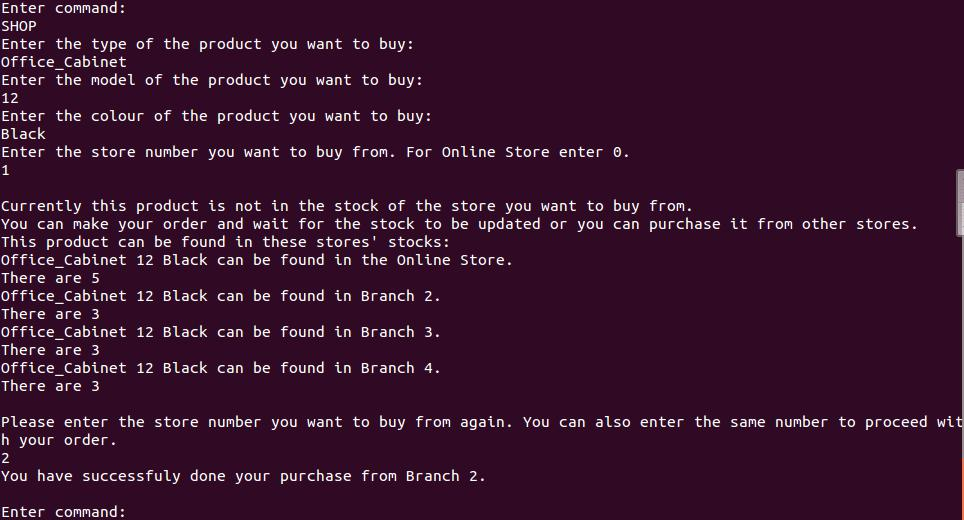 Enter command:
SHOP
Enter the type of the product you want to buy:
Office_Cabinet
Enter the model of the product you want to buy:
12
Enter the colour of the product you want to buy:
Black
Enter the store number you want to buy from. For Online Store enter 0.
1
Currently this product is not in the stock of the store you want to buy from.
You can make your order and wait for the stock to be updated or you can purchase it from other stores.
This product can be found in these stores' stocks:
Office_Cabinet 12 Black can be found in the Online Store.
There are 5
Office_Cabinet 12 Black can be found in Branch 2.
There are 3
Office_Cabinet 12 Black can be found in Branch 3.
There are 3
Office_Cabinet 12 Black can be found in Branch 4.
There are 3
Please enter the store number you want to buy from again. You can also enter the same number to proceed wit
h your order.
2
You have successfuly done your purchase from Branch 2.
Enter command: